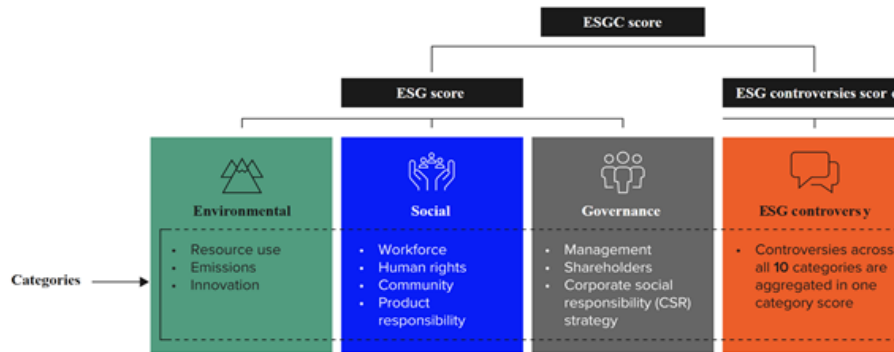 ESGC score
ESG score
ESG controversies scor
Environmental
Social
Governance
ESG controversy
Categories
• Resource use
• Emissions
• Innovation
• Workforce
• Human rights
• Community
• Product
responsibility
• Management
• Shareholders
• Corporate social
responsibility (CSR)
strategy
• Controversies across
all 10 categories are
aggregated in one
category score